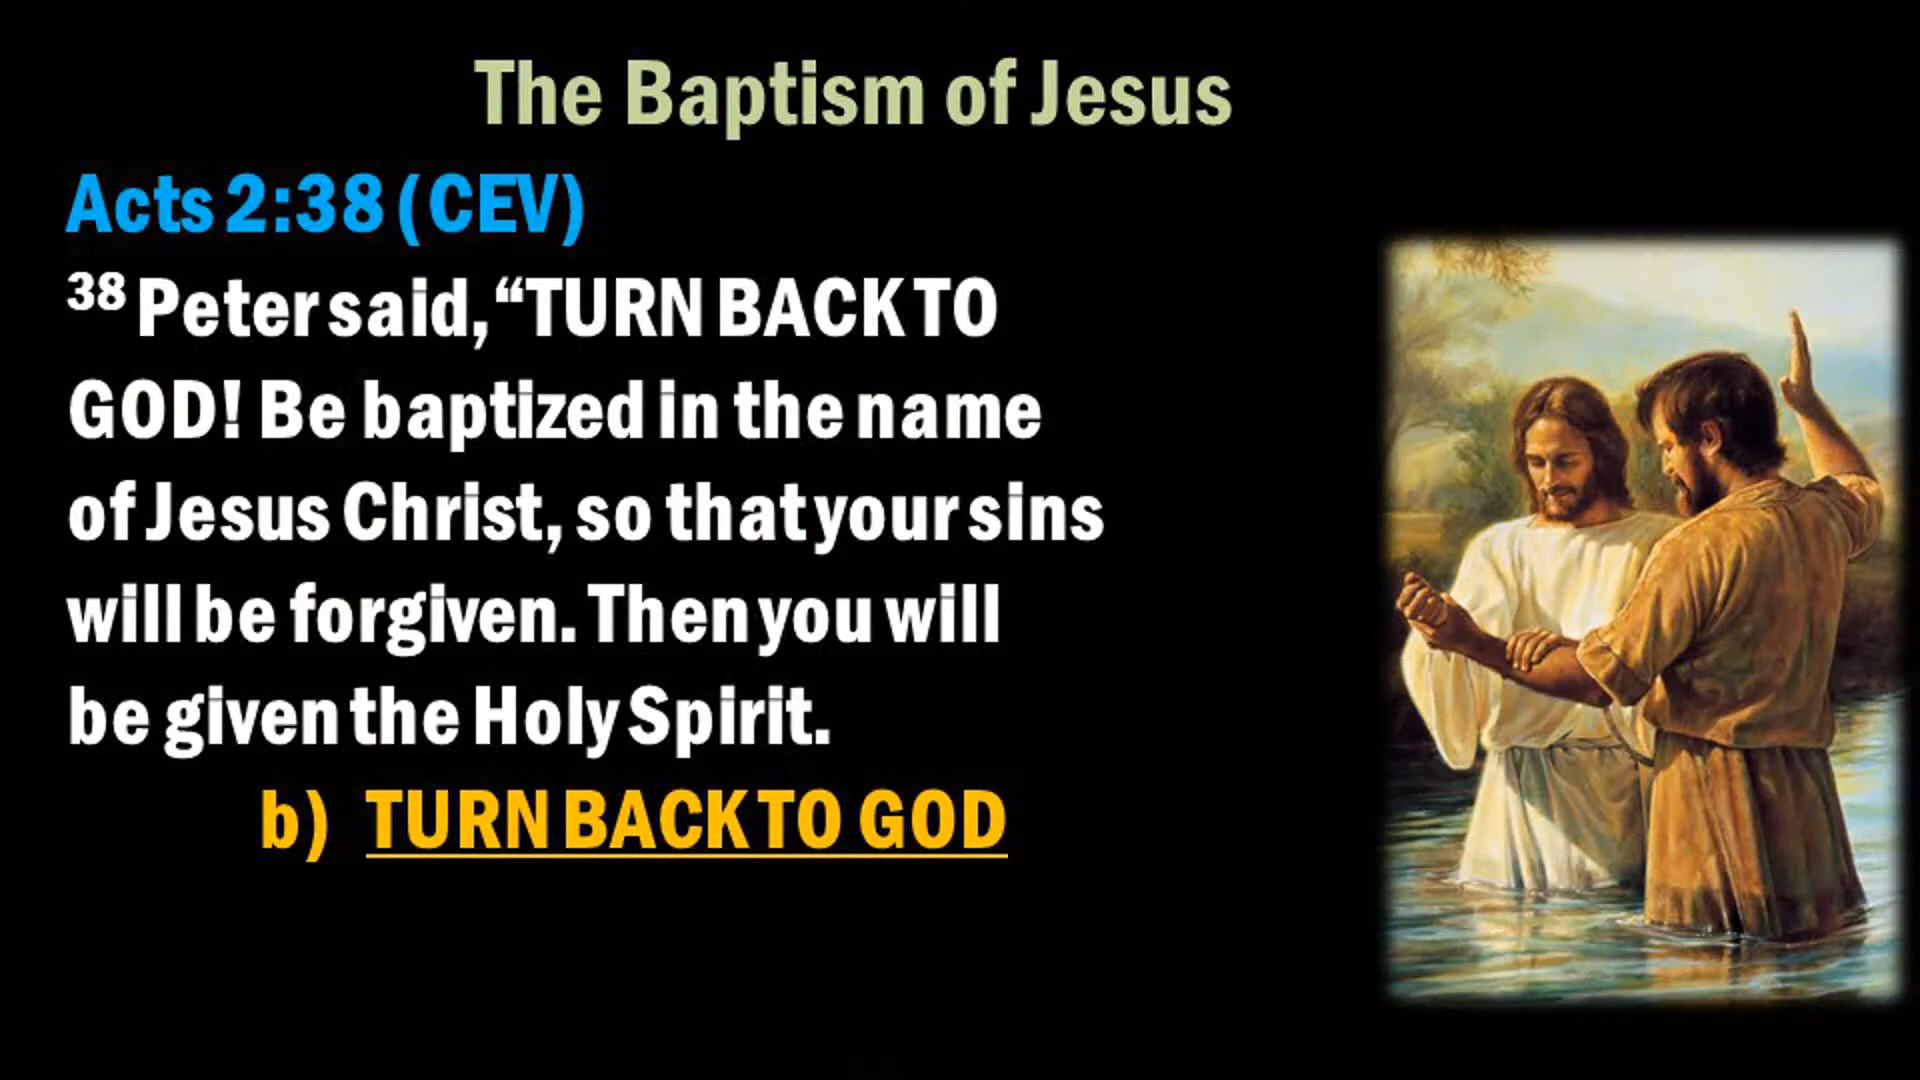 The Baptism of Jesus
Acts 2:38 (CEV)
38 Peter said, “TURN BACK TO
GOD! Be baptized in the name
of Jesus Christ, so that your sins
will be forgiven. Then you will
be given the Holy Spirit.
b) TURN BACK TO GOD